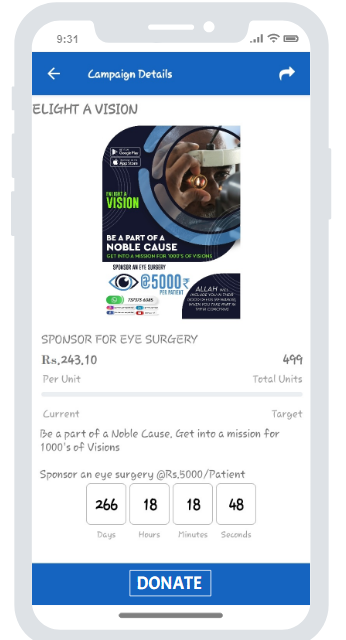 9:31
Campaign Details
ELIGHT A VISION
Google Play
App Store
ENLIGHT A
VISION
BE A PART OF A
NOBLE CAUSE
GET INTO A MISSION FOR 1000'S OF VISIONS
SPONSOR AN EYE SURGERY
@5000₹
PER PATIENT
ALLAH
SPONSOR FOR EYE SURGERY
Rs.243.10 499
Per Unit Total Units
Current Target
Be a part of a Noble Cause. Get into a mission for
1000's of Visions
Sponsor an eye surgery @Rs.5000/Patient
266 18 18 48
Days Hours Minutes Seconds
DONATE